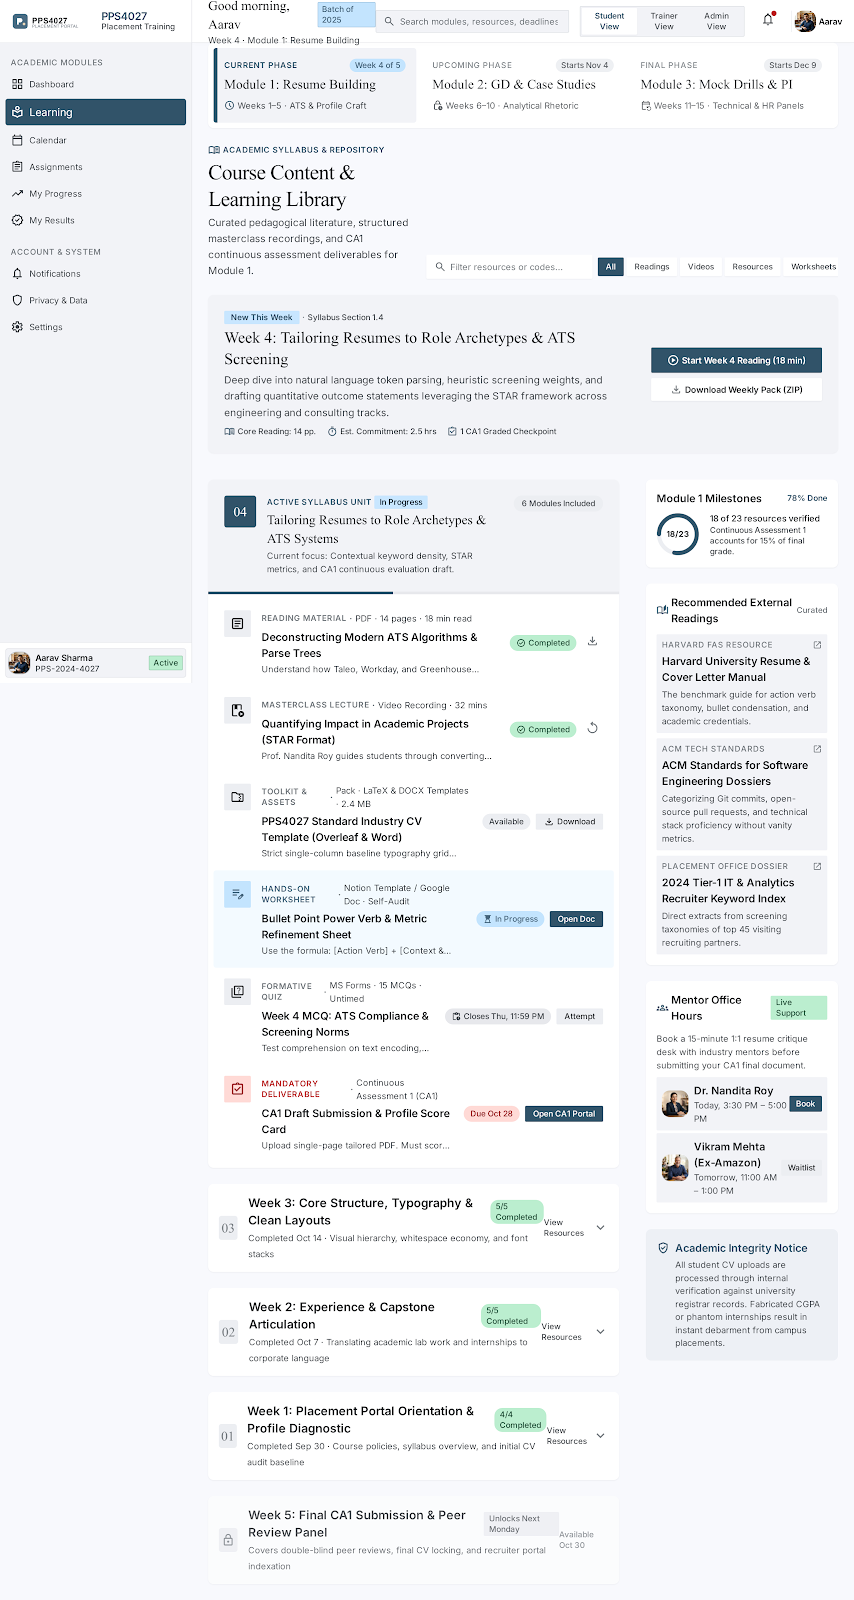 PPS4027
PLACEMENT PORTAL
PPS4027
Placement Training
Good morning,
Aarav
Batch of
2025
Week 4 · Module 1: Resume Building
Search modules, resources, deadlines
Student
View
Trainer
View
Admin
View
Aarav
ACADEMIC MODULES
Dashboard
Learning
Calendar
Assignments
My Progress
My Results
ACCOUNT & SYSTEM
Notifications
Privacy & Data
Settings
Aarav Sharma
PPS-2024-4027
Active
CURRENT PHASE
Week 4 of 5
Module 1: Resume Building
Weeks 1–5 · ATS & Profile Craft
UPCOMING PHASE
Starts Nov 4
Module 2: GD & Case Studies
Weeks 6–10 · Analytical Rhetoric
FINAL PHASE
Starts Dec 9
Module 3: Mock Drills & PI
Weeks 11–15 · Technical & HR Panels
ACADEMIC SYLLABUS & REPOSITORY
Course Content &
Learning Library
Curated pedagogical literature, structured
masterclass recordings, and CA1
continuous assessment deliverables for
Module 1.
Filter resources or codes...
All
Readings
Videos
Resources
Worksheets
New This Week
· Syllabus Section 1.4
Week 4: Tailoring Resumes to Role Archetypes & ATS
Screening
Deep dive into natural language token parsing, heuristic screening weights, and
drafting quantitative outcome statements leveraging the STAR framework across
engineering and consulting tracks.
Core Reading: 14 pp.
Est. Commitment: 2.5 hrs
1 CA1 Graded Checkpoint
Start Week 4 Reading (18 min)
Download Weekly Pack (ZIP)
04
ACTIVE SYLLABUS UNIT
In Progress
6 Modules Included
Tailoring Resumes to Role Archetypes &
ATS Systems
Current focus: Contextual keyword density, STAR
metrics, and CA1 continuous evaluation draft.
READING MATERIAL · PDF · 14 pages · 18 min read
Deconstructing Modern ATS Algorithms &
Parse Trees
Understand how Taleo, Workday, and Greenhouse...
Completed
MASTERCLASS LECTURE · Video Recording · 32 mins
Quantifying Impact in Academic Projects
(STAR Format)
Prof. Nandita Roy guides students through converting...
Completed
TOOLKIT &
ASSETS
· Pack · LaTeX & DOCX Templates
· 2.4 MB
PPS4027 Standard Industry CV
Template (Overleaf & Word)
Strict single-column baseline typography grid...
Available
Download
HANDS-ON
WORKSHEET
· Notion Template / Google
Doc · Self-Audit
Bullet Point Power Verb & Metric
Refinement Sheet
Use the formula: [Action Verb] + [Context &...
In Progress
Open Doc
FORMATIVE
QUIZ
· MS Forms · 15 MCQs ·
Untimed
Week 4 MCQ: ATS Compliance &
Screening Norms
Test comprehension on text encoding,...
Closes Thu, 11:59 PM
Attempt
MANDATORY
DELIVERABLE
· Continuous
Assessment 1 (CA1)
CA1 Draft Submission & Profile Score
Card
Upload single-page tailored PDF. Must scor...
Due Oct 28
Open CA1 Portal
03
Week 3: Core Structure, Typography &
Clean Layouts
5/5
Completed
Completed Oct 14 · Visual hierarchy, whitespace economy, and font
stacks
View
Resources
02
Week 2: Experience & Capstone
Articulation
5/5
Completed
Completed Oct 7 · Translating academic lab work and internships to
corporate language
View
Resources
01
Week 1: Placement Portal Orientation &
Profile Diagnostic
4/4
Completed
Completed Sep 30 · Course policies, syllabus overview, and initial CV
audit baseline
View
Resources
Week 5: Final CA1 Submission & Peer
Review Panel
Unlocks Next
Monday
Covers double-blind peer reviews, final CV locking, and recruiter portal
indexation
Available
Oct 30
Module 1 Milestones
78% Done
18/23
18 of 23 resources verified
Continuous Assessment 1
accounts for 15% of final
grade.
Recommended External
Readings
Curated
HARVARD FAS RESOURCE
Harvard University Resume &
Cover Letter Manual
The benchmark guide for action verb
taxonomy, bullet condensation, and
academic credentials.
ACM TECH STANDARDS
ACM Standards for Software
Engineering Dossiers
Categorizing Git commits, open-
source pull requests, and technical
stack proficiency without vanity
metrics.
PLACEMENT OFFICE DOSSIER
2024 Tier-1 IT & Analytics
Recruiter Keyword Index
Direct extracts from screening
taxonomies of top 45 visiting
recruiting partners.
Mentor Office
Hours
Live
Support
Book a 15-minute 1:1 resume critique
desk with industry mentors before
submitting your CA1 final document.
Dr. Nandita Roy
Today, 3:30 PM – 5:00
PM
Book
Vikram Mehta
(Ex-Amazon)
Tomorrow, 11:00 AM
– 1:00 PM
Waitlist
Academic Integrity Notice
All student CV uploads are
processed through internal
verification against university
registrar records. Fabricated CGPA
or phantom internships result in
instant debarment from campus
placements.